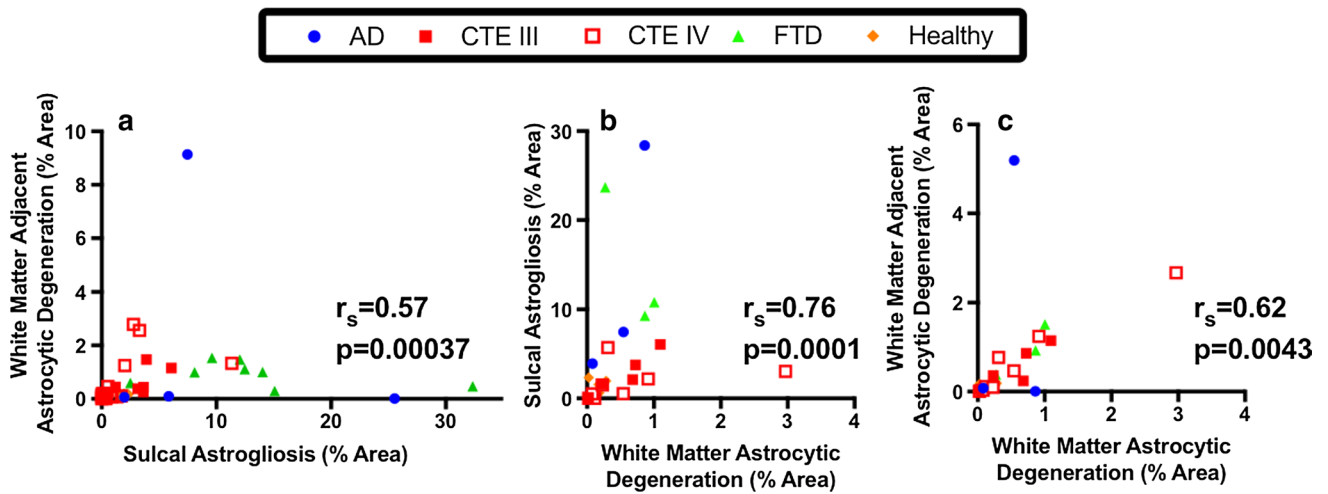 AD CTE III CTE IV FTD Healthy
a
White Matter Adjacent
Astrocytic Degeneration (% Area)
10
8
6
4
2
0
0 10 20 30
Sulcal Astrogliosis (% Area)
rs=0.57
p=0.00037
b
Sulcal Astrogliosis (% Area)
30
20
10
0
0 1 2 3 4
White Matter Astrocytic
Degeneration (% Area)
rs=0.76
p=0.0001
c
White Matter Adjacent
Astrocytic Degeneration (% Area)
6
4
2
0
0 1 2 3 4
White Matter Astrocytic
Degeneration (% Area)
rs=0.62
p=0.0043